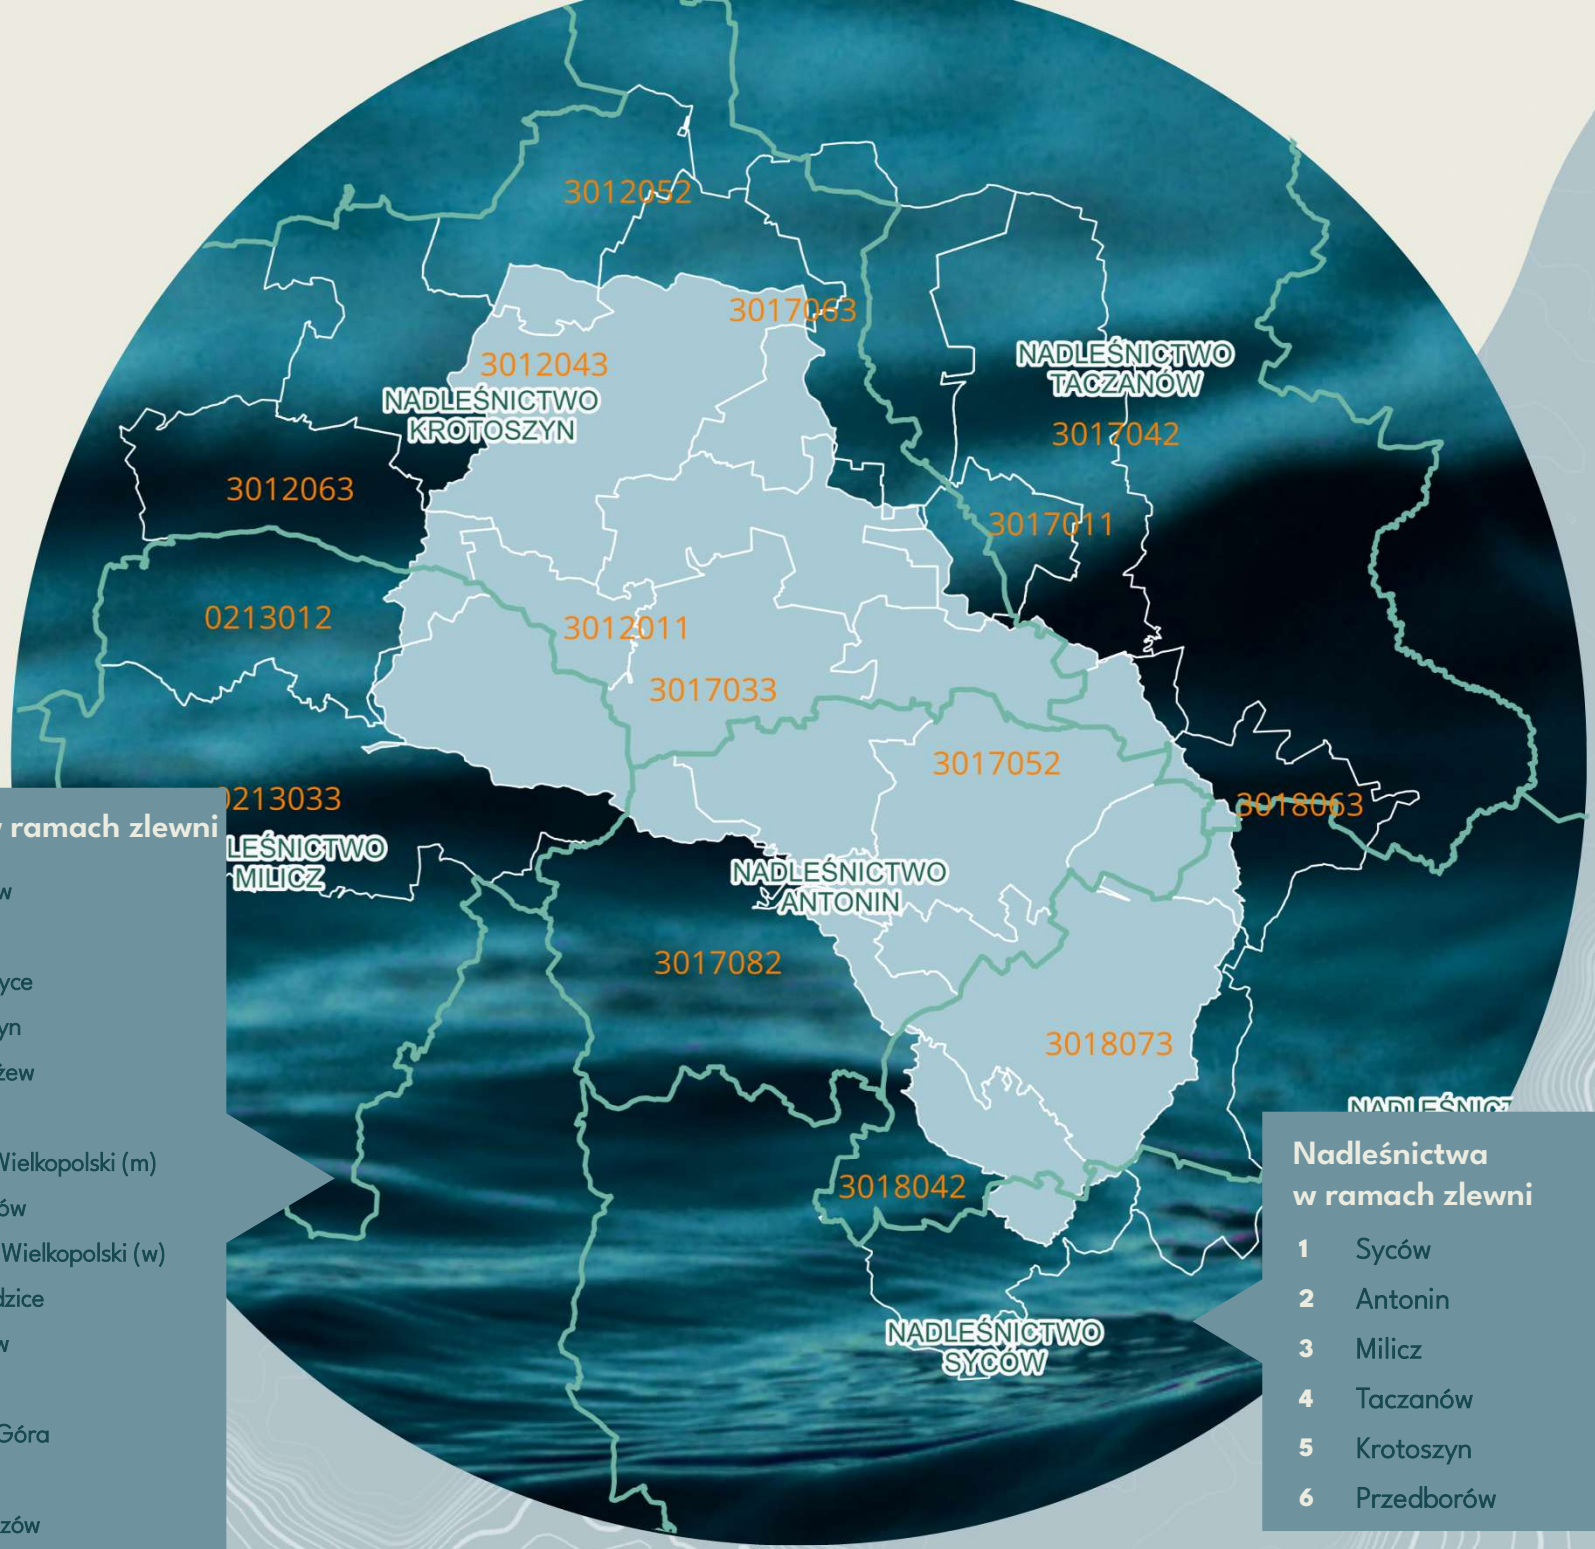 3012052
3017063
3012043
NADLEŚNICTWO
TACZANÓW
NADLEŚNICTWO
KROTOSZYN
3017042
3012063
3017011
0213012
3012011
3017033
3017052
0213033
3018063
ramach zlewni
w
LEŚNICTWO
MILICZ
NADLEŚNICTWO
ANTONIN
3017082
yce
yn
żew
3018073
NADLEŚNICT
Wielkopolski (m)
ów
Wielkopolski (w)
dzice
w
Góra
zów
3018042
NADLEŚNICTWO
SYCÓW
Nadleśnictwa
w ramach zlewni
1 Syców
2 Antonin
3 Milicz
4 Taczanów
5 Krotoszyn
6 Przedborów